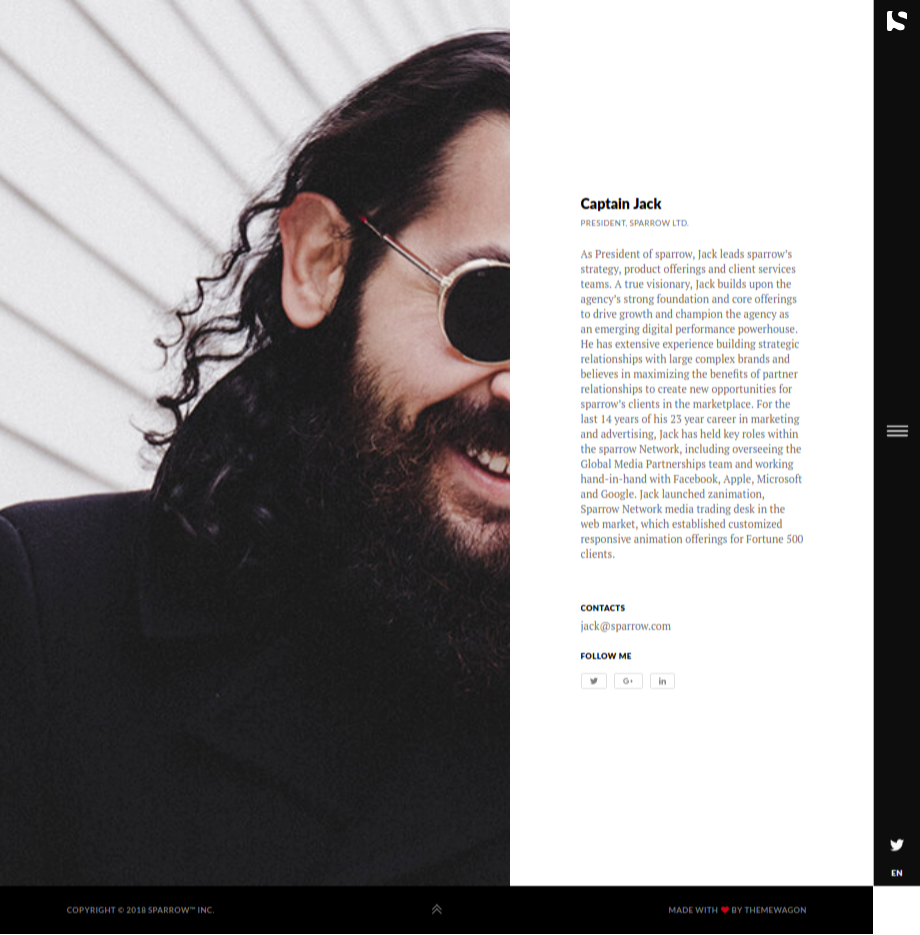 Captain Jack
PRESIDENT, SPARROW LTD.
As President of sparrow, Jack leads sparrow's
strategy, product offerings and client services
teams. A true visionary, Jack builds upon the
agency's strong foundation and core offerings
to drive growth and champion the agency as
an emerging digital performance powerhouse.
He has extensive experience building strategic
relationships with large complex brands and
believes in maximizing the benefits of partner
relationships to create new opportunities for
sparrow's clients in the marketplace. For the
last 14 years of his 23 year career in marketing
and advertising, Jack has held key roles within
the sparrow Network, including overseeing the
Global Media Partnerships team and working
hand-in-hand with Facebook, Apple, Microsoft
and Google. Jack launched zanimation,
Sparrow Network media trading desk in the
web market, which established customized
responsive animation offerings for Fortune 500
clients.
CONTACTS
jack@sparrow.com
FOLLOW ME
G+
in
EN
COPYRIGHT © 2018 SPARROW™ INC.
MADE WITH ❤ BY THEMEWAGON